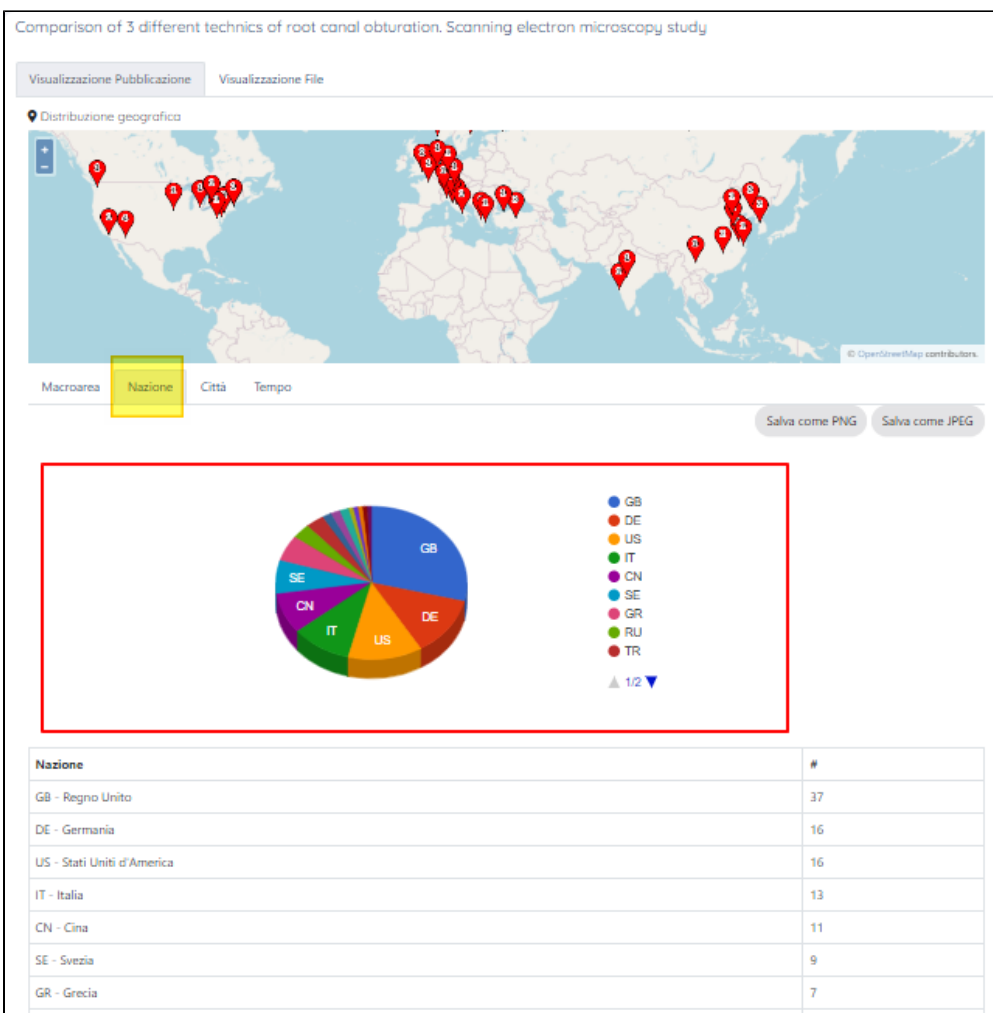 Comparison of 3 different technics of root canal obturation. Scanning electron microscopy study
Visualizzazione Pubblicazione Visualizzazione File
Distribuzione geografica
+
−
© OpenStreetMap contributors.
Macroarea Nazione Città Tempo
Salva come PNG Salva come JPEG
GB
DE
US
IT
CN
SE
GB
DE
US
IT
CN
SE
GR
RU
TR
1/2
Nazione #
GB - Regno Unito 37
DE - Germania 16
US - Stati Uniti d'America 16
IT - Italia 13
CN - Cina 11
SE - Svezia 9
GR - Grecia 7